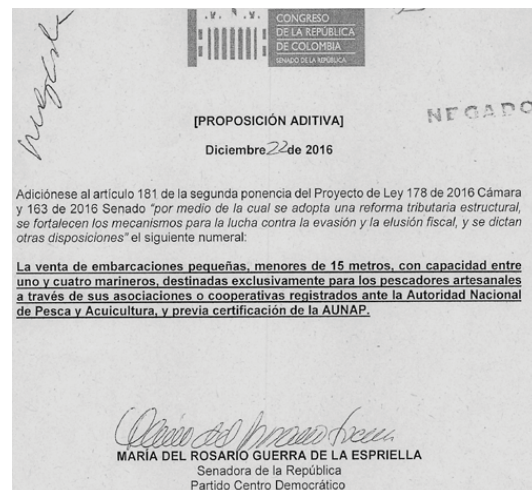 CONGRESO
DE LA REPÚBLICA
DE COLOMBIA
SENADO DE LA REPÚBLICA
NEGADO
[PROPOSICIÓN ADITIVA]
Diciembre 22 de 2016
Adiciónese al artículo 181 de la segunda ponencia del Proyecto de Ley 178 de 2016 Cámara
y 163 de 2016 Senado "por medio de la cual se adopta una reforma tributaria estructural,
se fortalecen los mecanismos para la lucha contra la evasión y la elusión fiscal, y se dictan
otras disposiciones" el siguiente numeral:
La venta de embarcaciones pequeñas, menores de 15 metros, con capacidad entre
uno y cuatro marineros, destinadas exclusivamente para los pescadores artesanales
a través de sus asociaciones o cooperativas registrados ante la Autoridad Nacional
de Pesca y Acuicultura, y previa certificación de la AUNAP.
MARÍA DEL ROSARIO GUERRA DE LA ESPRIELLA
Senadora de la República
Partido Centro Democrático